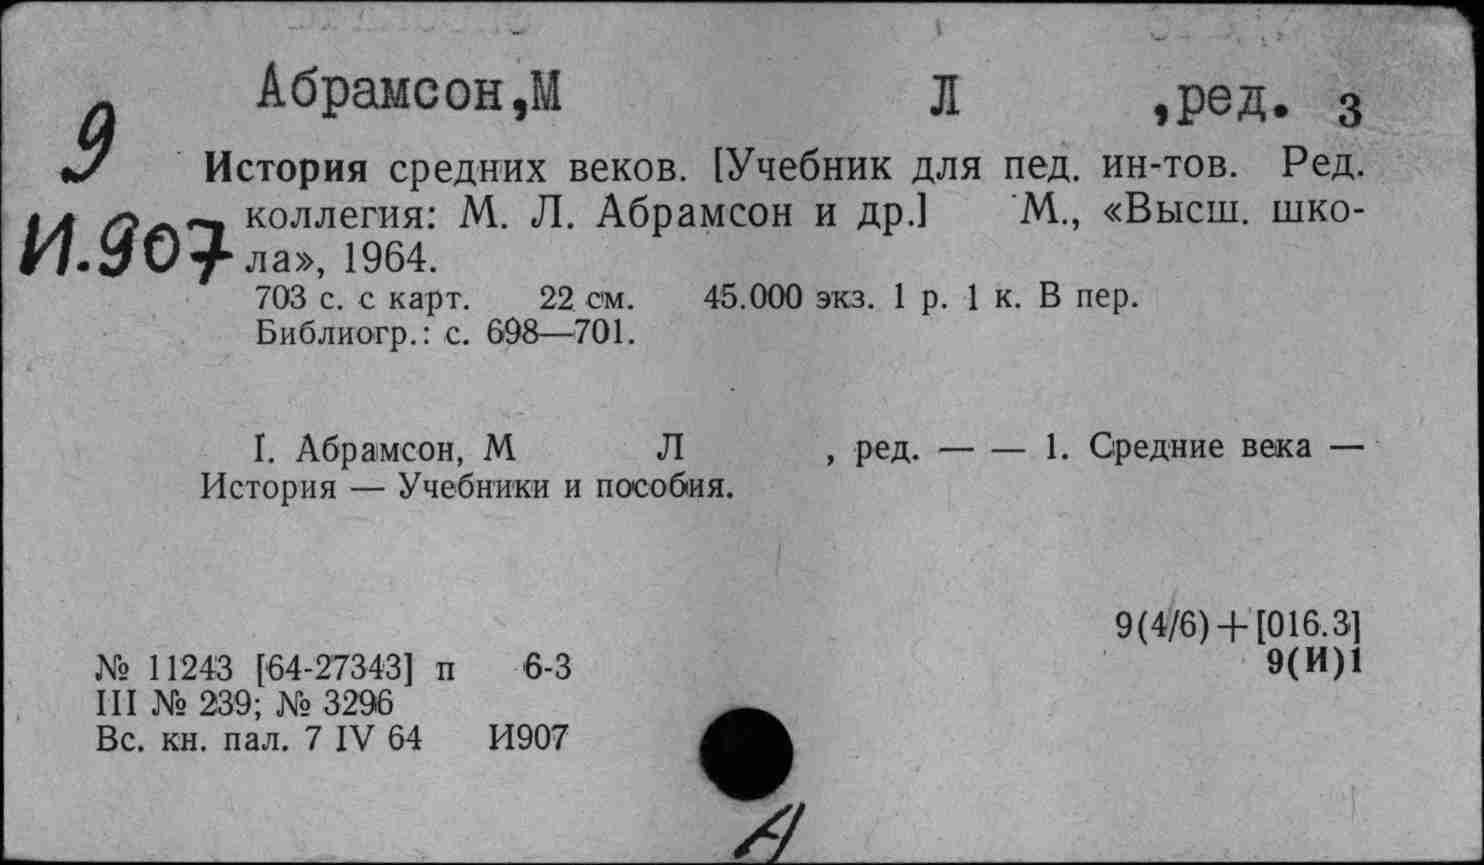 Абрамсон,М Л ,ред. з
9
История средних веков. [Учебник для пед. ин-тов. Ред.
И.907 коллегия: М. Л. Абрамсон и др.] М., «Высш. шко-
ла», 1964.
703 с. с карт. 22 см. 45.000 экз. 1 р. 1 к. В пер.
Библиогр.: с. 698—701.
I. Абрамсон, М Л , ред. — — 1. Средние века —
История — Учебники и пособия.
9(4/6)+[016.3]
№ 11243 [64-27343] п 6-3 9(И)1
III № 239; № 3296
Вс. кн. пал. 7 IV 64 И907
А